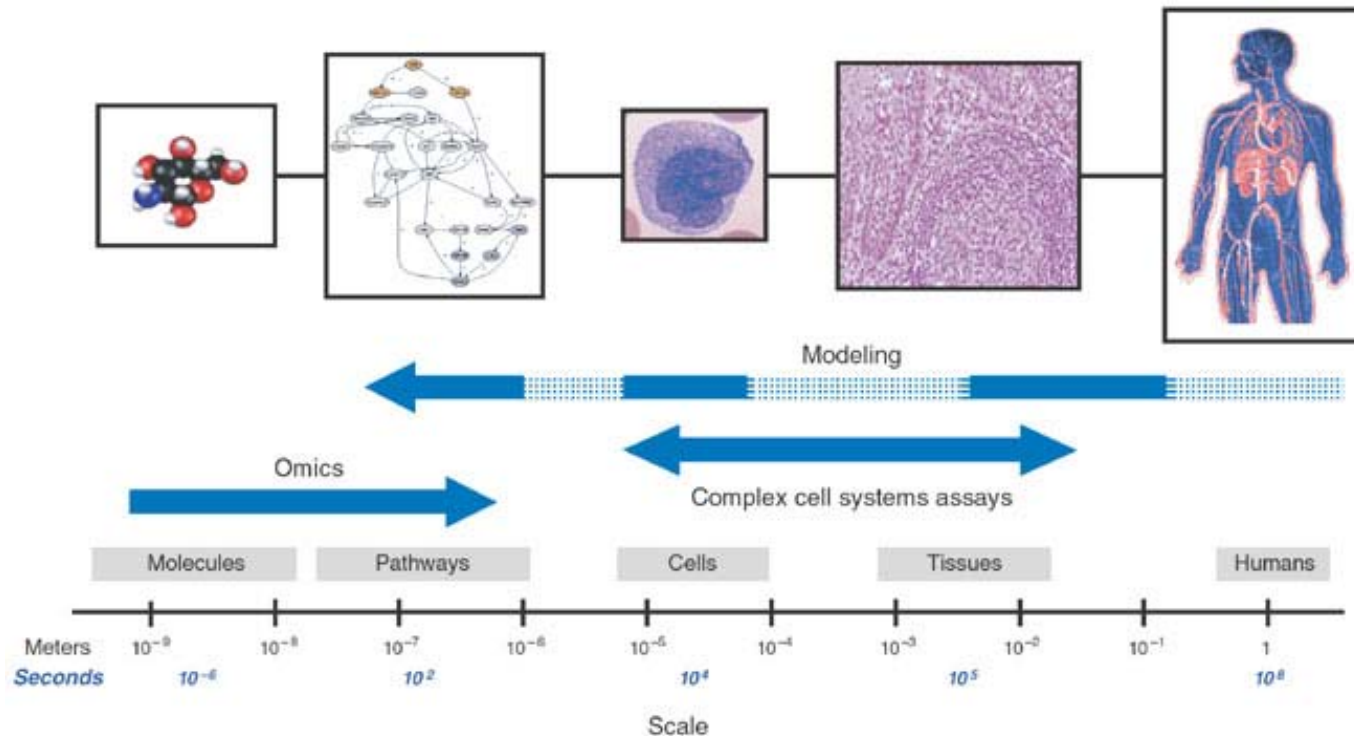 Modeling
Omics
Complex cell systems assays
Molecules Pathways Cells Tissues Humans
Meters 10⁻⁹ 10⁻⁸ 10⁻⁷ 10⁻⁶ 10⁻⁵ 10⁻⁴ 10⁻³ 10⁻² 10⁻¹ 1
Seconds 10⁻⁶ 10² 10⁴ 10⁵ 10⁸
Scale